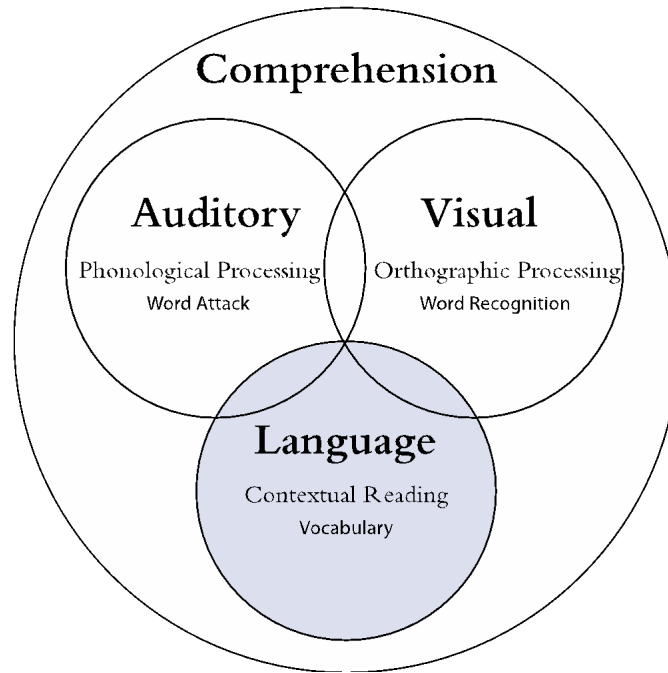 Comprehension
Auditory
Phonological Processing
Word Attack
Visual
Orthographic Processing
Word Recognition
Language
Contextual Reading
Vocabulary